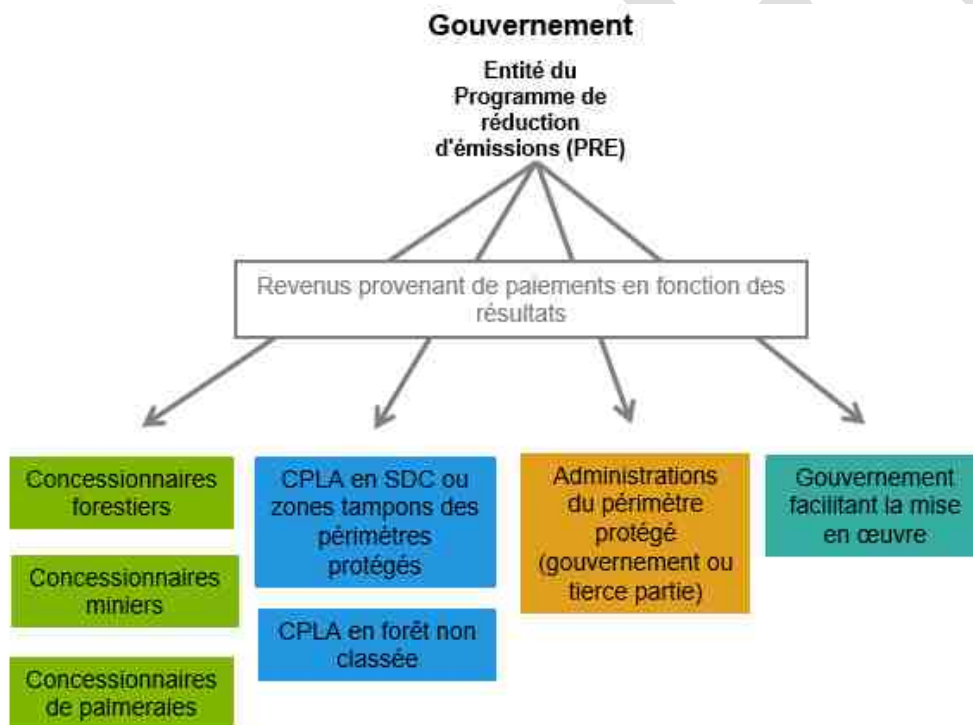 Gouvernement
Entité du
Programme de
réduction
d'émissions (PRE)
Revenus provenant de paiements en fonction des
résultats
Concessionnaires
forestiers
Concessionnaires
miniers
Concessionnaires
de palmeraies
CPLA en SDC ou
zones tampons des
périmètres
protégés
CPLA en forêt non
classée
Administrations
du périmètre
protégé
(gouvernement ou
tierce partie)
Gouvernement
facilitant la mise
en œuvre